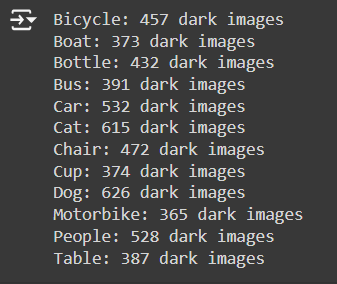 Bicycle: 457 dark images
Boat: 373 dark images
Bottle: 432 dark images
Bus: 391 dark images
Car: 532 dark images
Cat: 615 dark images
Chair: 472 dark images
Cup: 374 dark images
Dog: 626 dark images
Motorbike: 365 dark images
People: 528 dark images
Table: 387 dark images